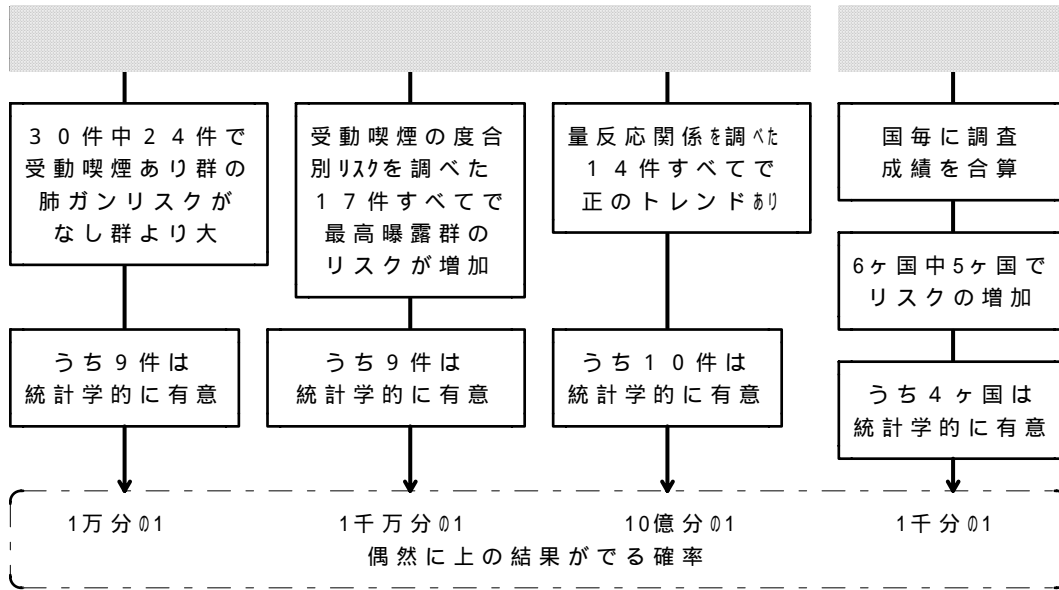 30件中24件で
受動喫煙あり群の
肺ガンリスクが
なし群より大
うち9件は
統計学的に有意
1万分の1
受動喫煙の度合
別リスクを調べた
17件すべてで
最高曝露群の
リスクが増加
うち9件は
統計学的に有意
1千万分の1
量反応関係を調べた
14件すべてで
正のトレンドあり
うち10件は
統計学的に有意
10億分の1
国毎に調査
成績を合算
6ヶ国中5ヶ国で
リスクの増加
うち4ヶ国は
統計学的に有意
1千分の1
偶然に上の結果がでる確率